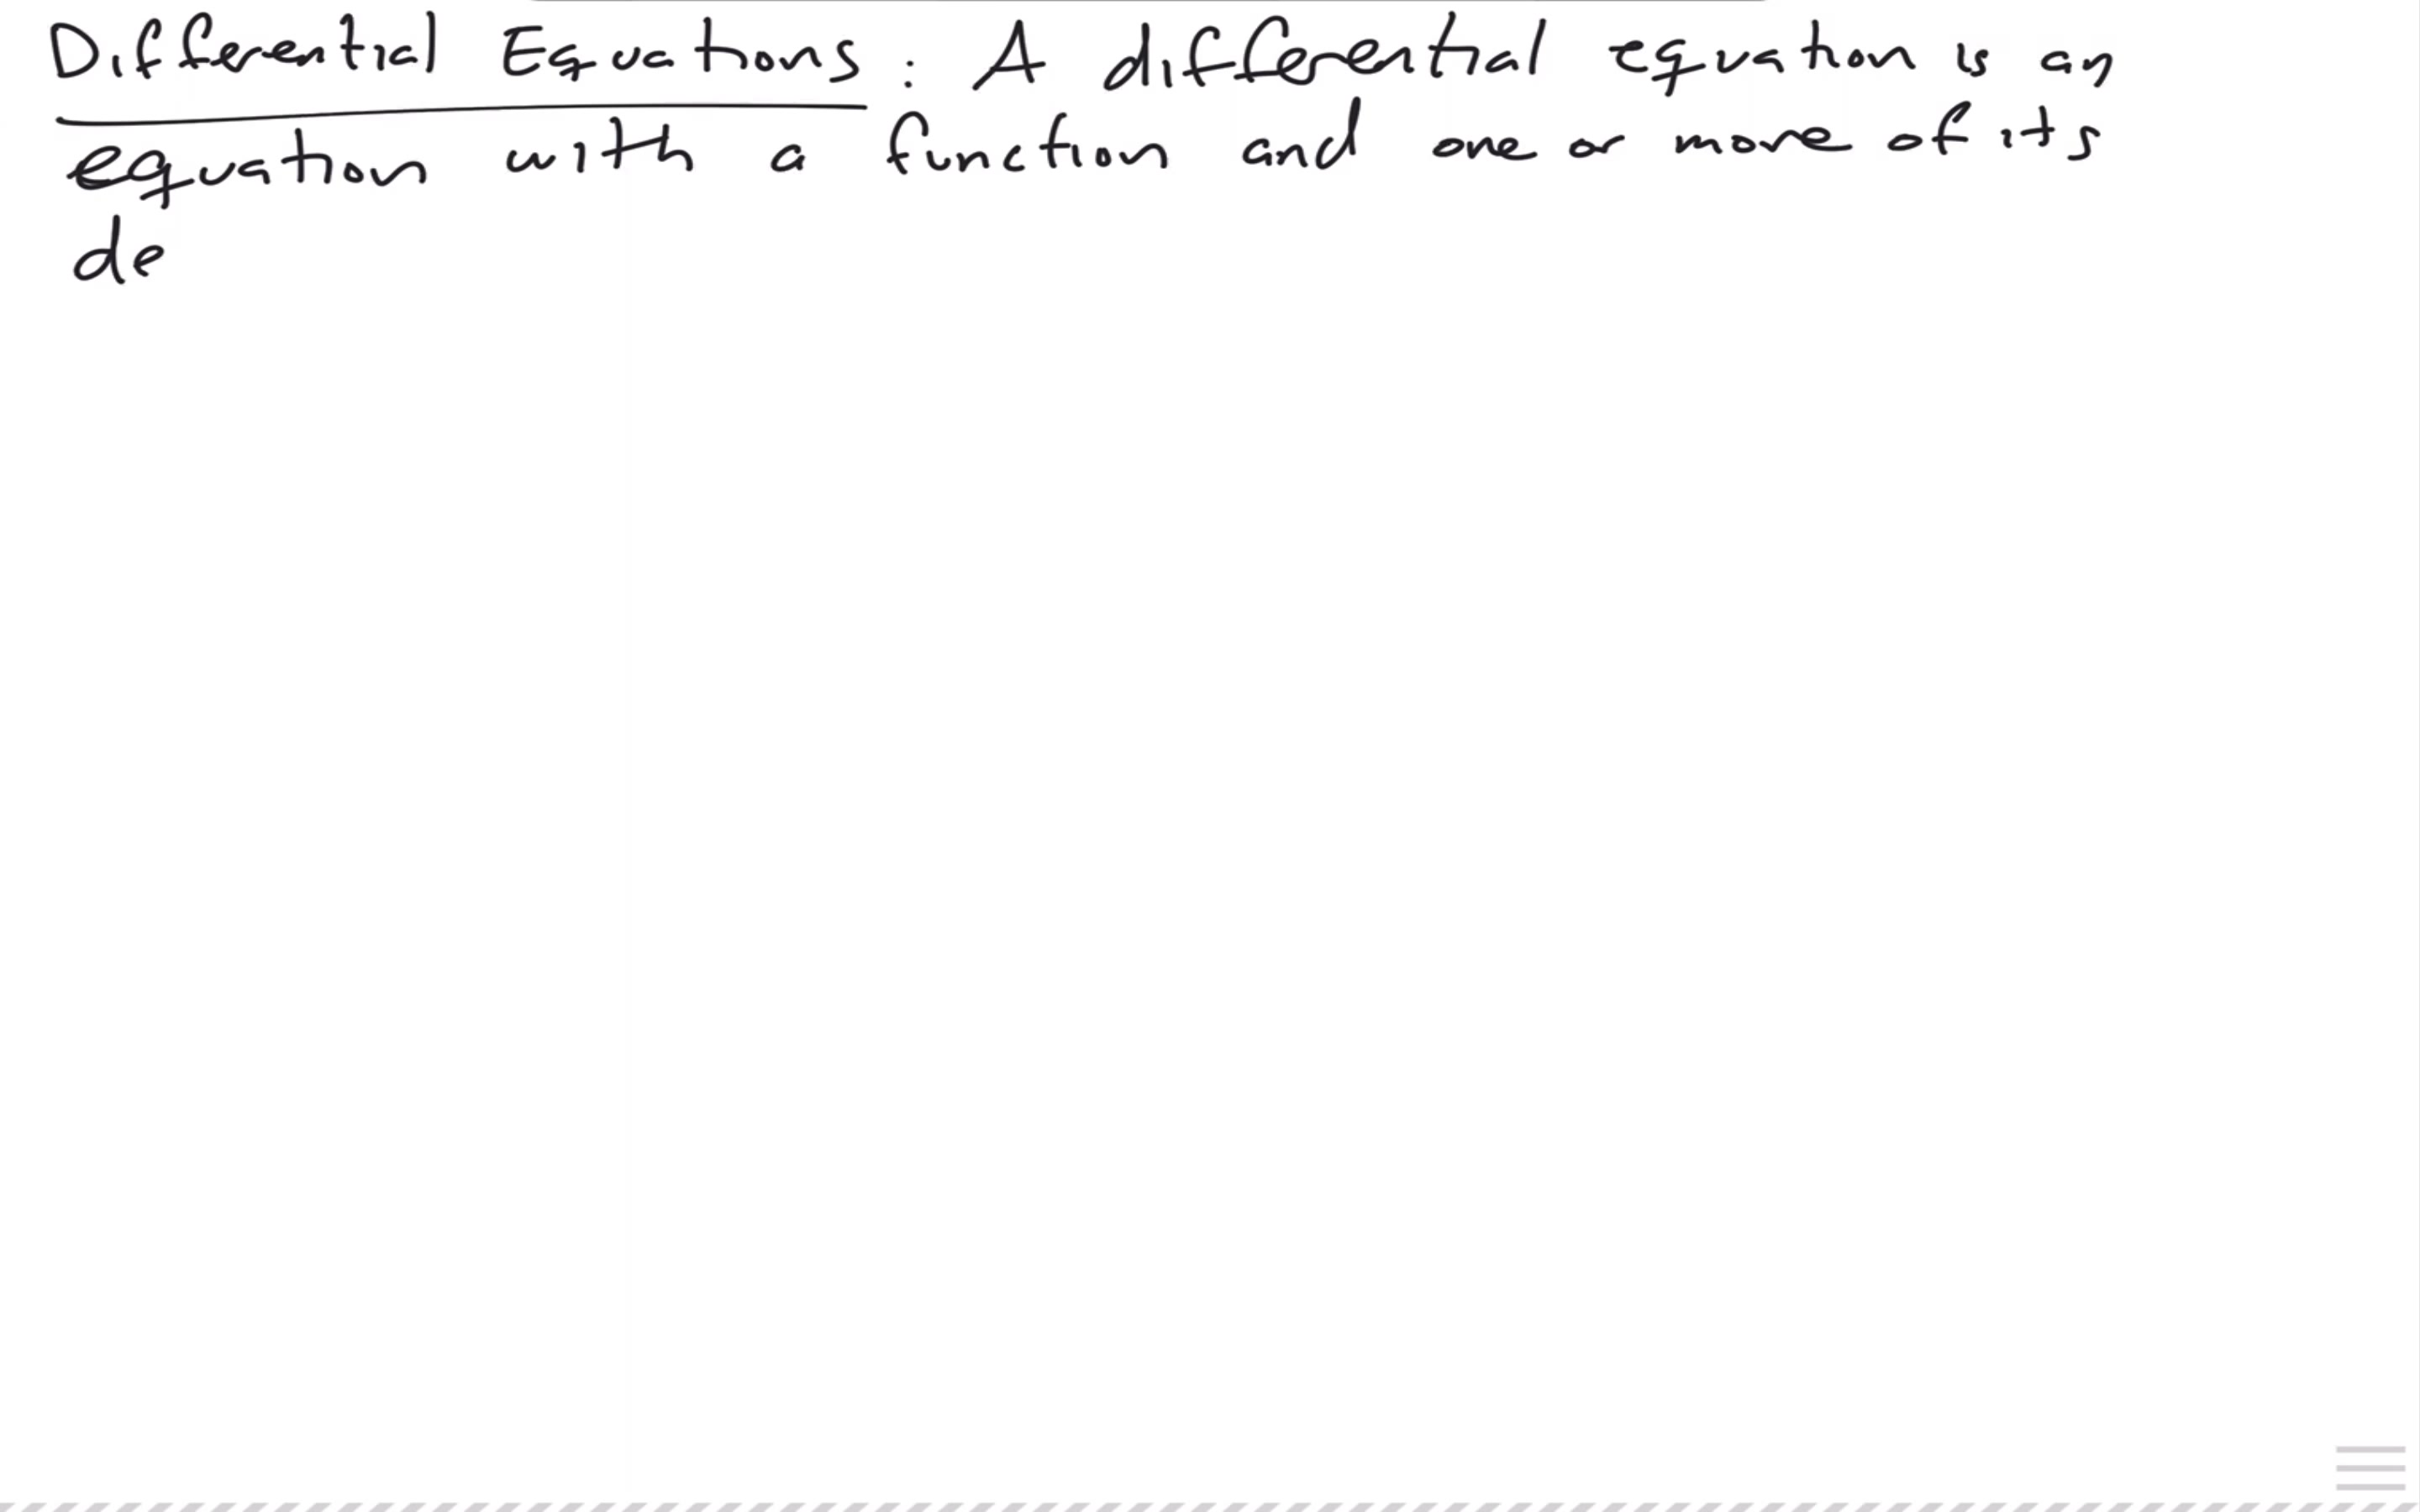 Differential Equations: A differential equation is an
equation with a function and one or more of its
de